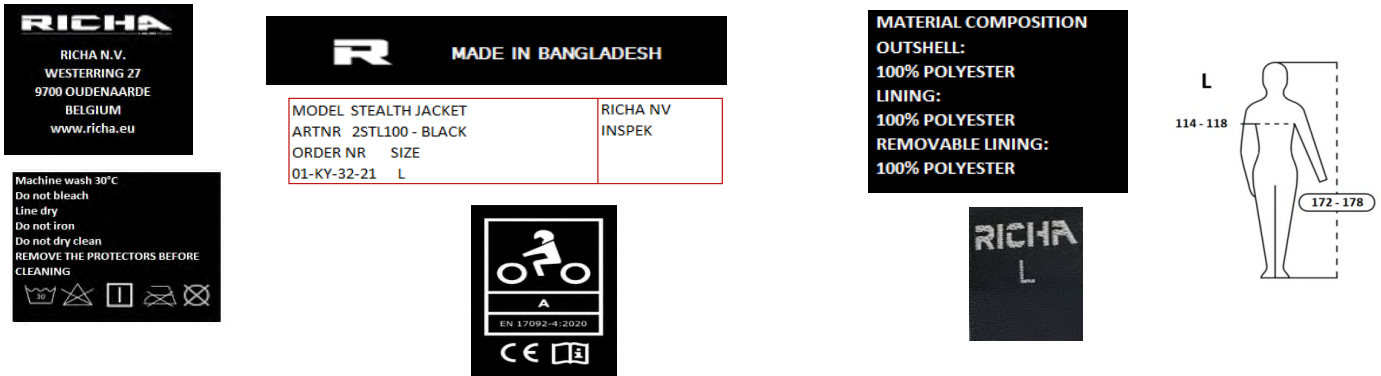 RICHA
RICHA N.V.
WESTERRING 27
9700 OUDENAARDE
BELGIUM
www.richa.eu
Machine wash 30°C
Do not bleach
Line dry
Do not iron
Do not dry clean
REMOVE THE PROTECTORS BEFORE
CLEANING
30
R MADE IN BANGLADESH
MODEL STEALTH JACKET RICHA NV
ARTNR 2STL100 - BLACK INSPEK
ORDER NR SIZE
01-KY-32-21 L
A
EN 17092-4:2020
CE i
MATERIAL COMPOSITION
OUTSHELL:
100% POLYESTER
LINING:
100% POLYESTER
REMOVABLE LINING:
100% POLYESTER
RICHA
L
L
114 - 118
172 - 178